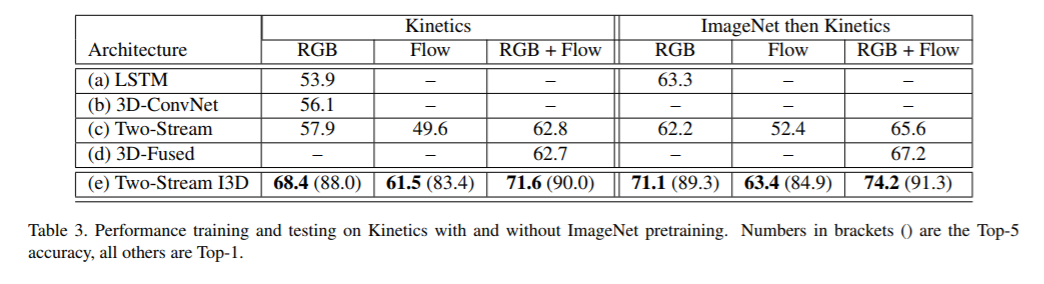 Kinetics ImageNet then Kinetics
Architecture RGB Flow RGB + Flow RGB Flow RGB + Flow
(a) LSTM 53.9 – – 63.3 – –
(b) 3D-ConvNet 56.1 – – – – –
(c) Two-Stream 57.9 49.6 62.8 62.2 52.4 65.6
(d) 3D-Fused – – 62.7 – – 67.2
(e) Two-Stream I3D 68.4 (88.0) 61.5 (83.4) 71.6 (90.0) 71.1 (89.3) 63.4 (84.9) 74.2 (91.3)
Table 3. Performance training and testing on Kinetics with and without ImageNet pretraining. Numbers in brackets () are the Top-5
accuracy, all others are Top-1.